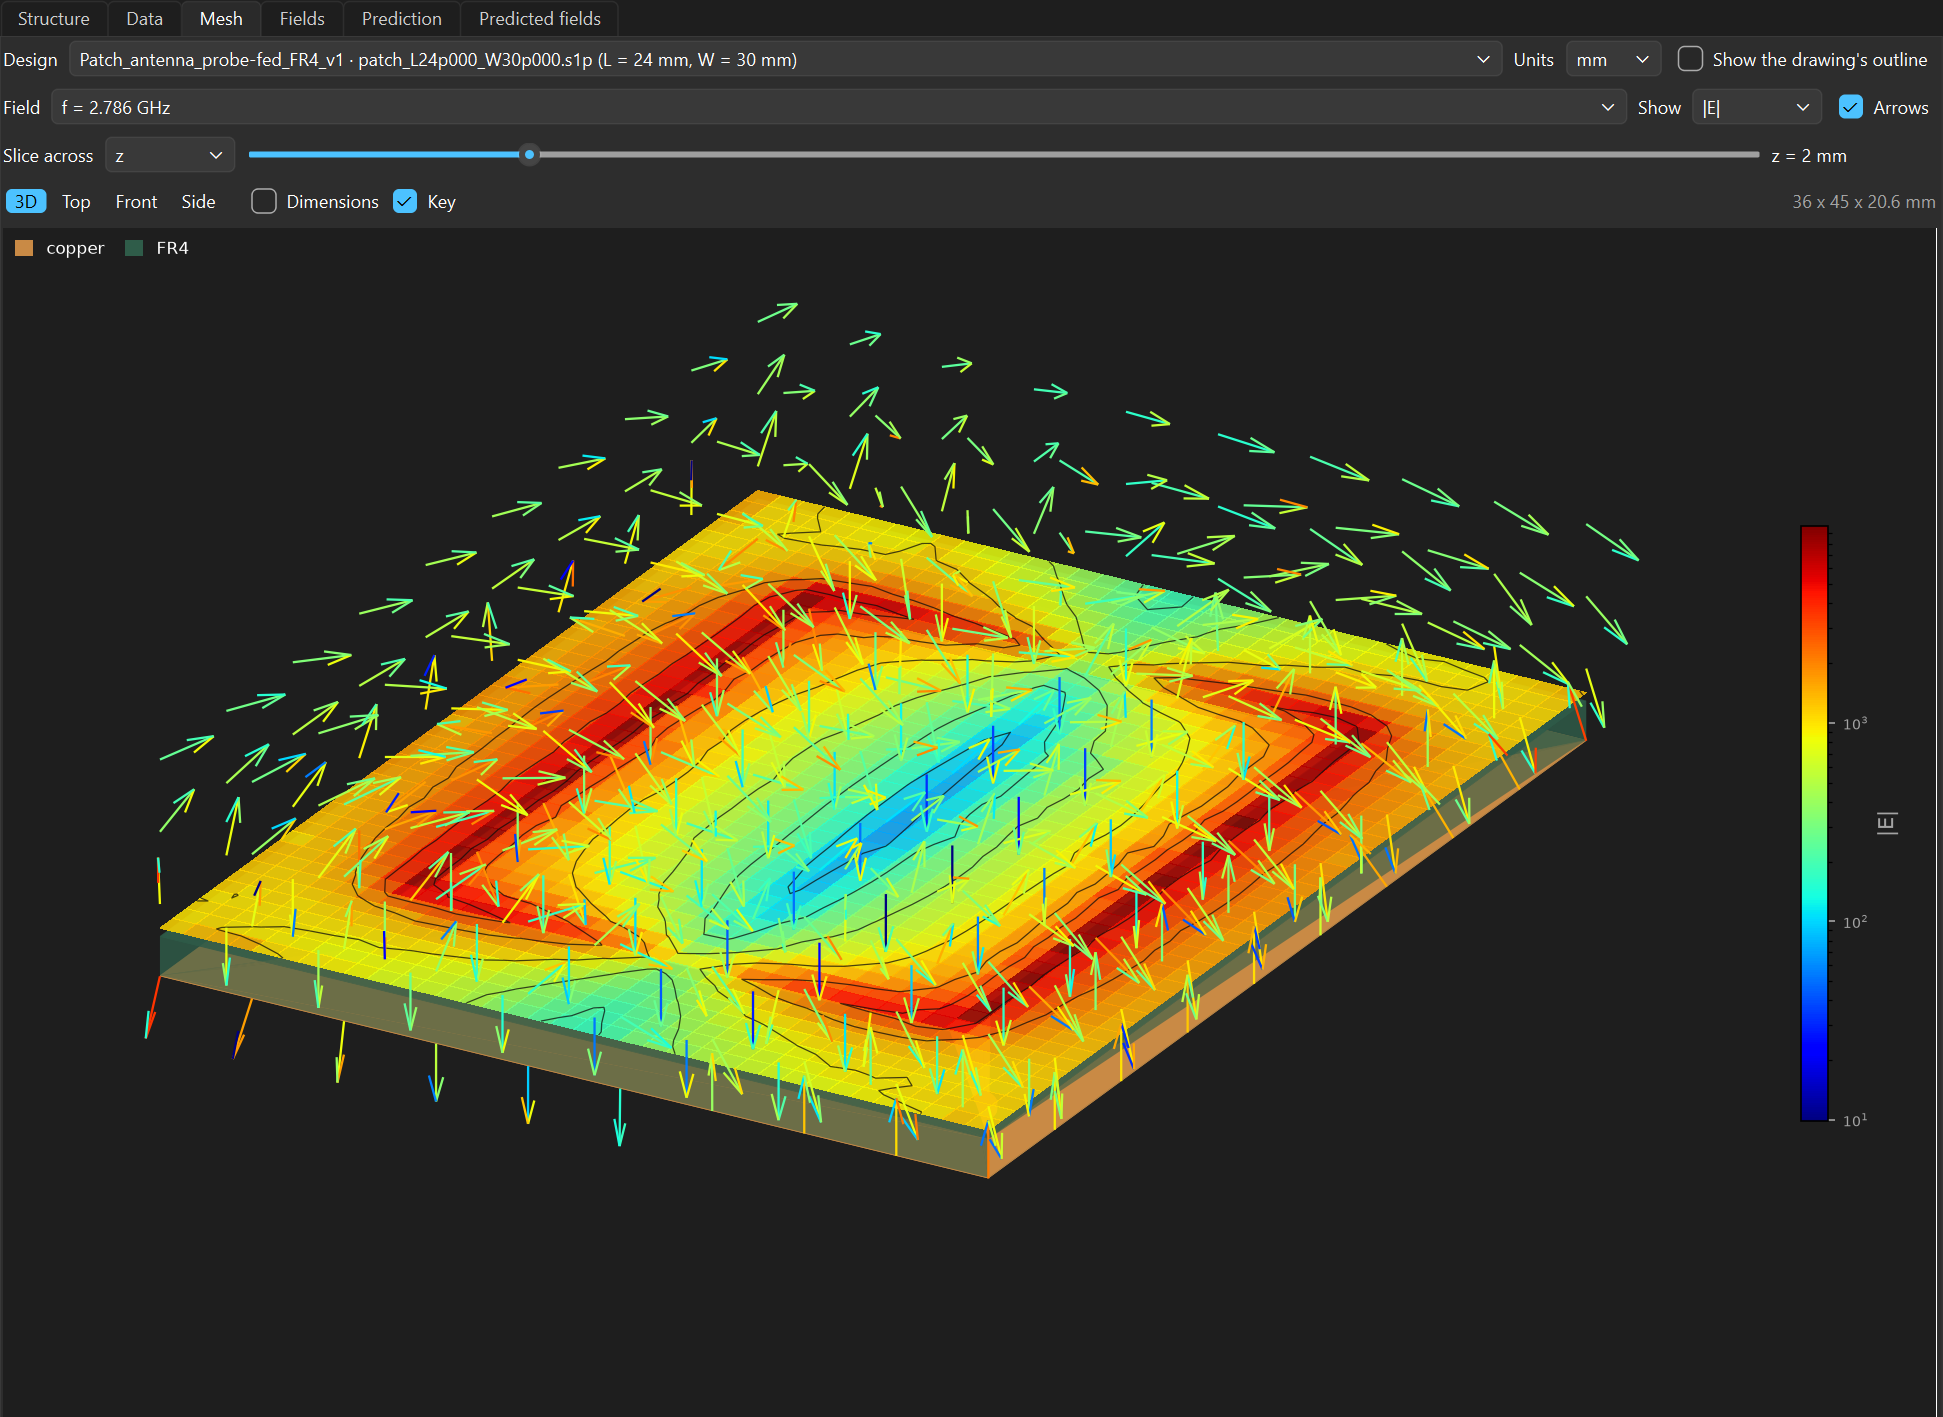 Structure Data Mesh Fields Prediction Predicted fields
Design Patch_antenna_probe-fed_FR4_v1 · patch_L24p000_W30p000.s1p (L = 24 mm, W = 30 mm) Units mm Show the drawing's outline
Field f = 2.786 GHz Show |E| Arrows
Slice across z z = 2 mm
3D Top Front Side Dimensions Key 36 x 45 x 20.6 mm
copper FR4
10³
|E|
10²
10¹